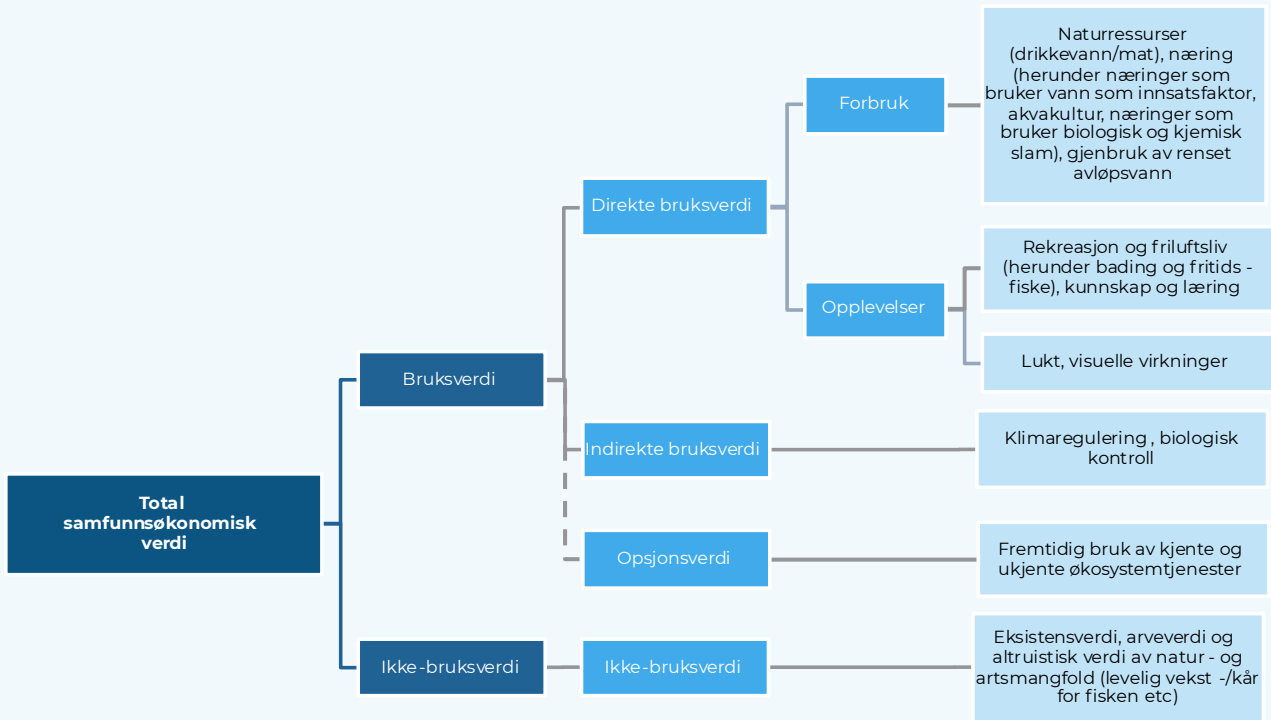 Total
samfunnsøkonomisk
verdi
Bruksverdi
Direkte bruksverdi
Forbruk
Naturressurser
(drikkevann/mat), næring
(herunder næringer som
bruker vann som innsatsfaktor,
akvakultur, næringer som
bruker biologisk og kjemisk
slam), gjenbruk av renset
avløpsvann
Opplevelser
Rekreasjon og friluftsliv
(herunder bading og fritids -
fiske), kunnskap og læring
Lukt, visuelle virkninger
Indirekte bruksverdi
Klimaregulering , biologisk
kontroll
Opsjonsverdi
Fremtidig bruk av kjente og
ukjente økosystemtjenester
Ikke-bruksverdi
Ikke-bruksverdi
Eksistensverdi, arveverdi og
altruistisk verdi av natur - og
artsmangfold (levelig vekst -/kår
for fisken etc)